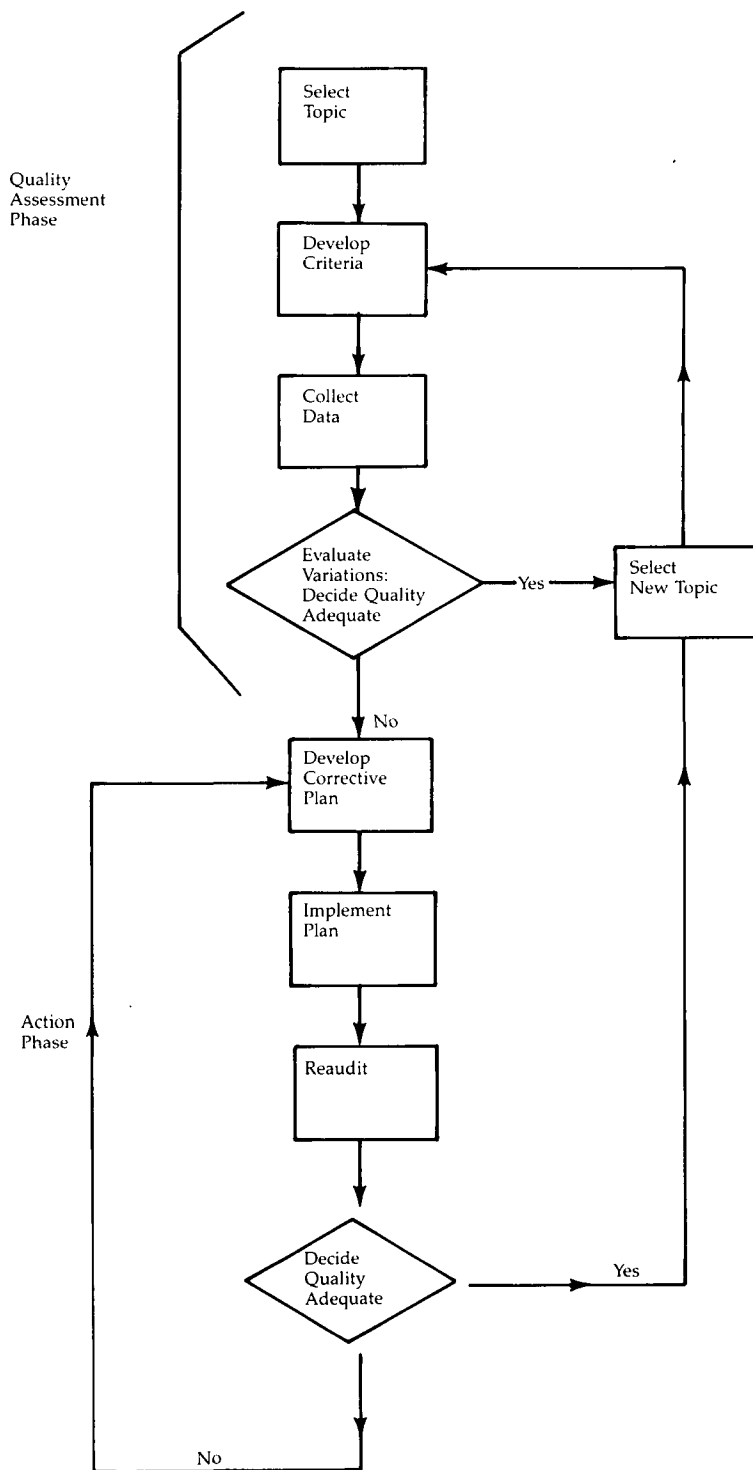 Select
Topic
Quality
Assessment
Phase
Develop
Criteria
Collect
Data
Evaluate
Variations:
Decide Quality
Adequate
Yes
Select
New Topic
No
Develop
Corrective
Plan
Implement
Plan
Action
Phase
Reaudit
Decide
Quality
Adequate
Yes
No